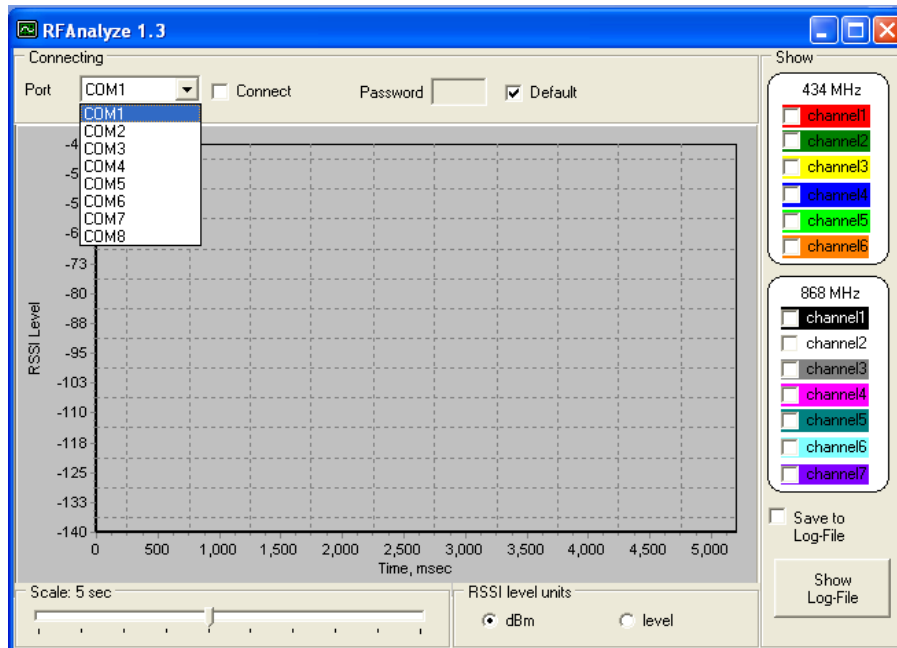 RFAnalyze 1.3
Connecting
Port COM1 Connect Password Default
COM1
COM2
COM3
COM4
COM5
COM6
COM7
COM8
RSSI Level
-73
-80
-88
-95
-103
-110
-118
-125
-133
-140
0 500 1,000 1,500 2,000 2,500 3,000 3,500 4,000 4,500 5,000
Time, msec
Scale: 5 sec
RSSI level units
dBm level
Show
434 MHz
channel1
channel2
channel3
channel4
channel5
channel6
868 MHz
channel1
channel2
channel3
channel4
channel5
channel6
channel7
Save to
Log-File
Show
Log-File